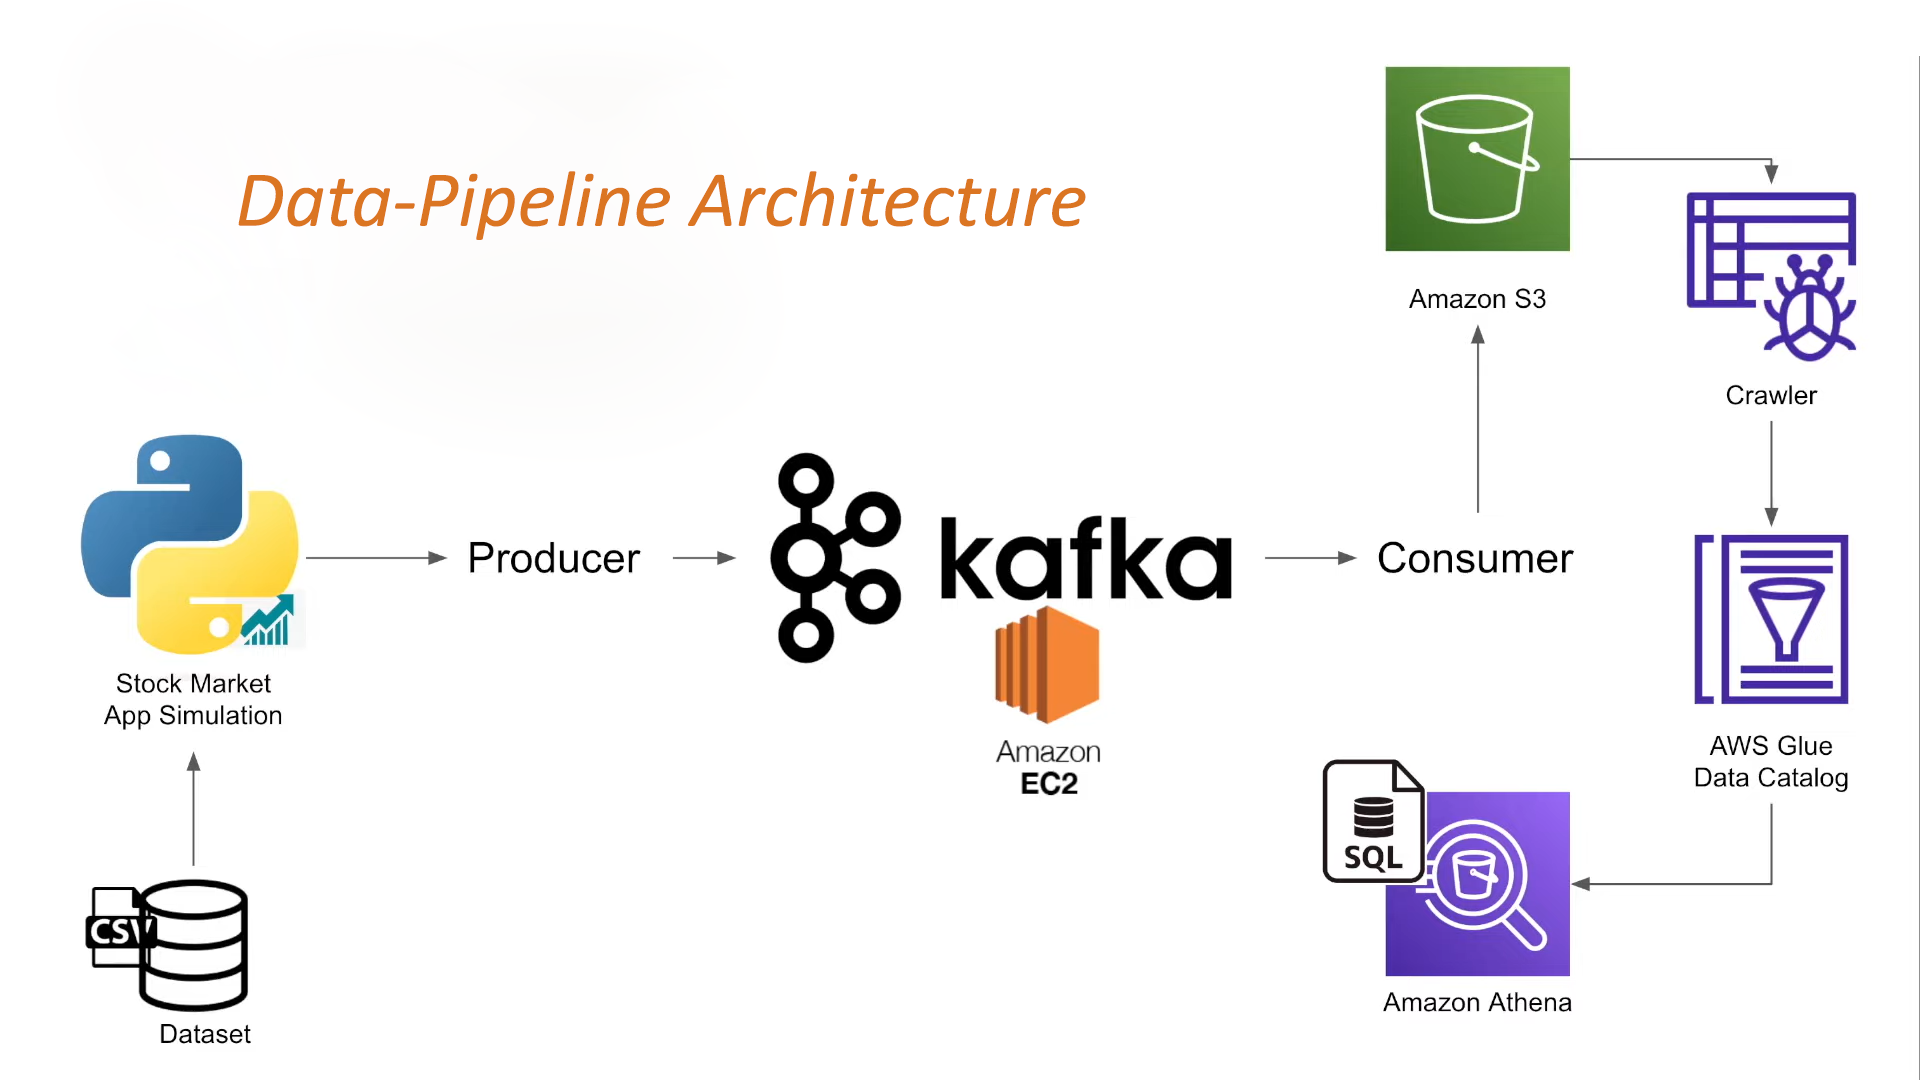 Data-Pipeline Architecture
Amazon S3
Crawler
Stock Market
App Simulation
Producer
kafka
Amazon
EC2
Consumer
AWS Glue
Data Catalog
SQL
Amazon Athena
CSV
Dataset